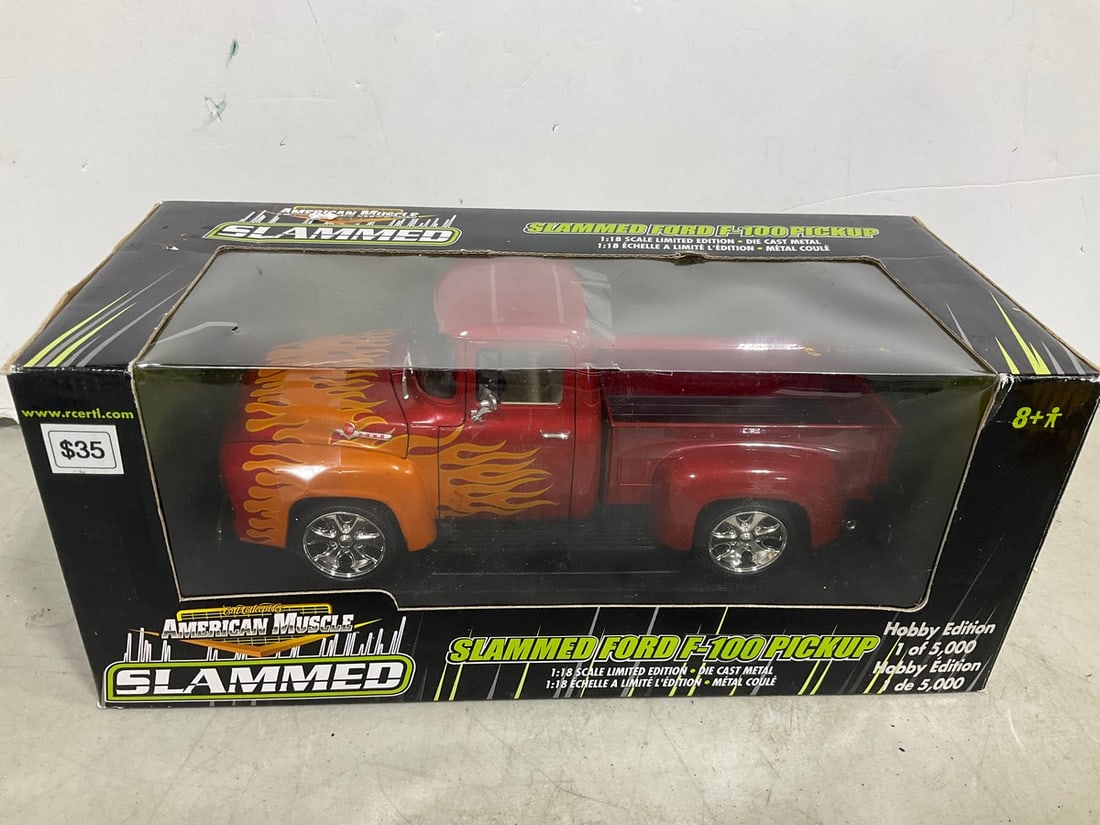 AMERICAN MUSCLE
SLAMMED
SLAMMED FORD F-100 PICKUP
1:18 SCALE LIMITED EDITION • DIE CAST METAL
1:18 ÉCHELLE A LIMITÉ L'ÉDITION • MÉTAL COULÉ
www.rcertl.com
$35
8+
AMERICAN MUSCLE
SLAMMED
SLAMMED FORD F-100 PICKUP
1:18 SCALE LIMITED EDITION • DIE CAST METAL
1:18 ÉCHELLE A LIMITÉ L'ÉDITION • MÉTAL COULÉ
Hobby Edition
1 of 5,000
Hobby Edition
1 de 5,000